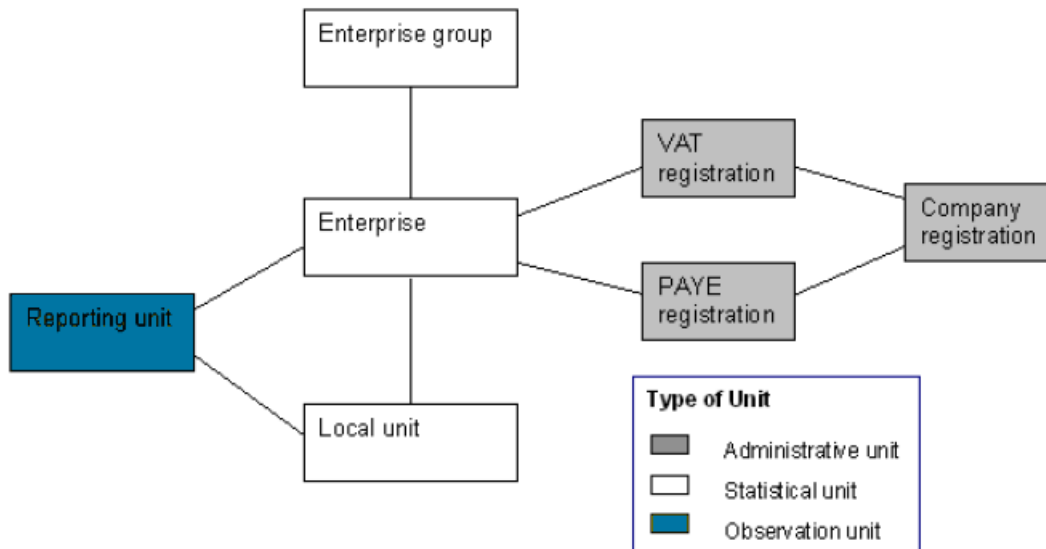 Enterprise group
VAT
registration
Enterprise
Company
registration
PAYE
registration
Reporting unit
Local unit
Type of Unit
Administrative unit
Statistical unit
Observation unit